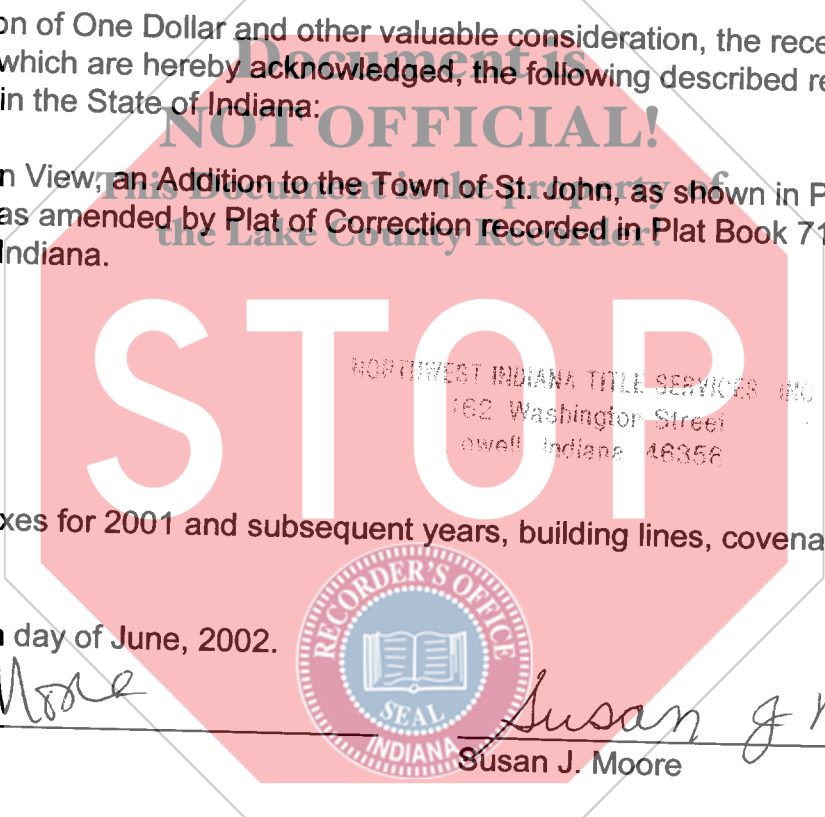 on of One Dollar and other valuable consideration, the rece
Document is
which are hereby acknowledged, the following described re
in the State of Indiana:
NOT OFFICIAL!
n View, an Addition to the Town of St. John, as shown in P
This Document is the property of
as amended by Plat of Correction recorded in Plat Book 71
the Lake County Recorder!
Indiana.
STOP
NORTHWEST INDIANA TITLE SERVICES INC
162 Washington Street
owell Indiana 46356
xes for 2001 and subsequent years, building lines, covena
RECORDER'S OFFICE
day of June, 2002.
Moore
SEAL
INDIANA
Susan J M
Susan J. Moore